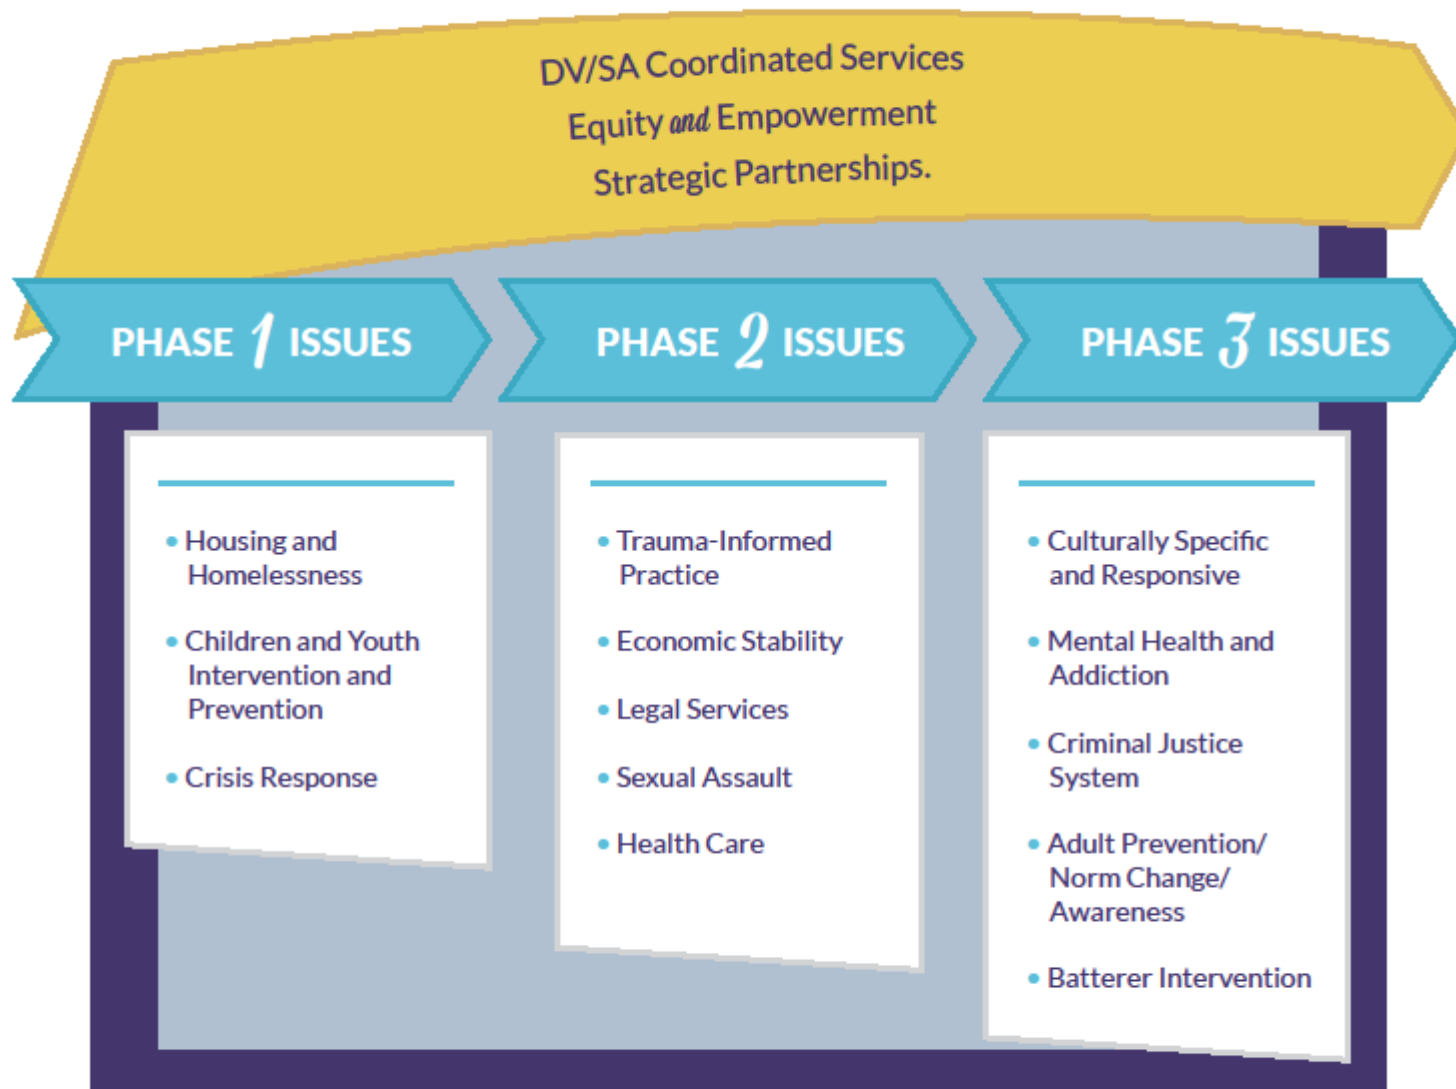 DV/SA Coordinated Services
Equity and Empowerment
Strategic Partnerships.
PHASE 1 ISSUES
• Housing and
Homelessness
• Children and Youth
Intervention and
Prevention
• Crisis Response
PHASE 2 ISSUES
• Trauma-Informed
Practice
• Economic Stability
• Legal Services
• Sexual Assault
• Health Care
PHASE 3 ISSUES
• Culturally Specific
and Responsive
• Mental Health and
Addiction
• Criminal Justice
System
• Adult Prevention/
Norm Change/
Awareness
• Batterer Intervention